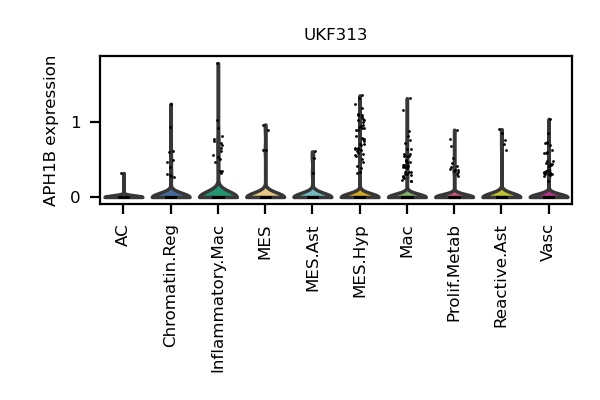 UKF313
APH1B expression
1
0
AC
Chromatin.Reg
Inflammatory.Mac
MES
MES.Ast
MES.Hyp
Mac
Prolif.Metab
Reactive.Ast
Vasc